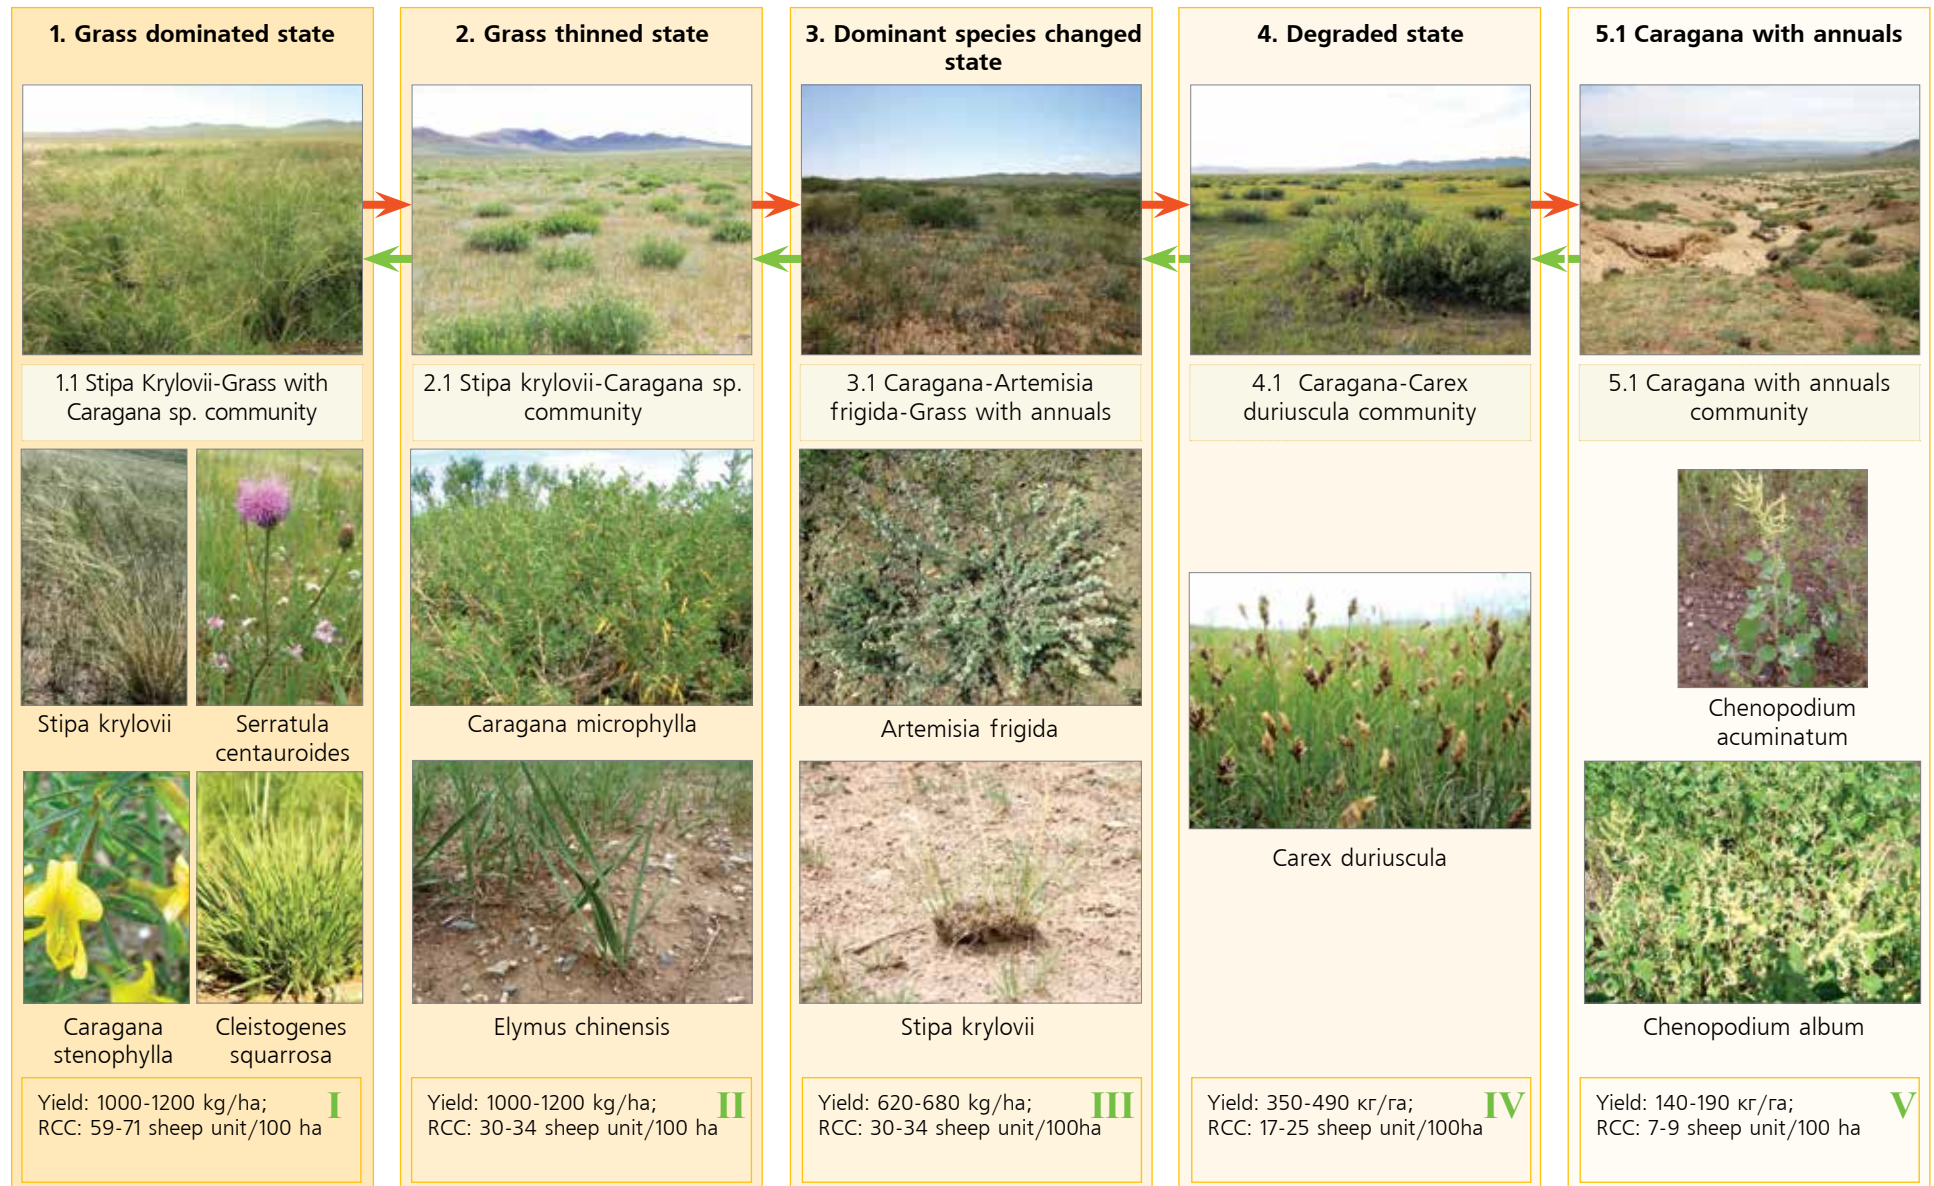 1. Grass dominated state
1.1 Stipa Krylovii-Grass with
Caragana sp. community
Stipa krylovii
Serratula
centauroides
Caragana
stenophylla
Cleistogenes
squarrosa
Yield: 1000-1200 kg/ha;
RCC: 59-71 sheep unit/100 ha
I
2. Grass thinned state
2.1 Stipa krylovii-Caragana sp.
community
Caragana microphylla
Elymus chinensis
Yield: 1000-1200 kg/ha;
RCC: 30-34 sheep unit/100 ha
II
3. Dominant species changed
state
3.1 Caragana-Artemisia
frigida-Grass with annuals
Artemisia frigida
Stipa krylovii
Yield: 620-680 kg/ha;
RCC: 30-34 sheep unit/100ha
III
4. Degraded state
4.1 Caragana-Carex
duriuscula community
Carex duriuscula
Yield: 350-490 кг/га;
RCC: 17-25 sheep unit/100ha
IV
5.1 Caragana with annuals
5.1 Caragana with annuals
community
Chenopodium
acuminatum
Chenopodium album
Yield: 140-190 кг/га;
RCC: 7-9 sheep unit/100 ha
V